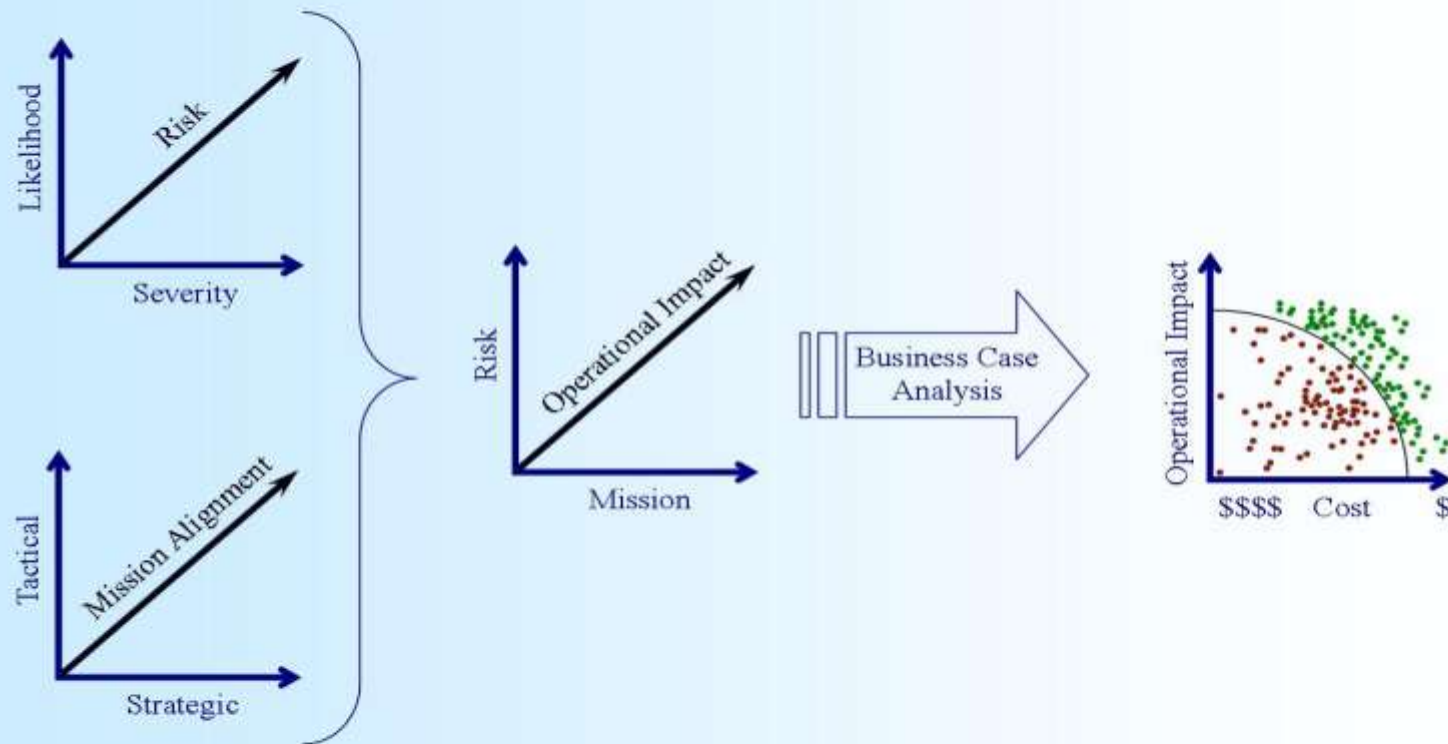 Likelihood
Risk
Severity
Tactical
Mission Alignment
Strategic
Risk
Operational Impact
Mission
Business Case
Analysis
Operational Impact
$$$$ Cost $